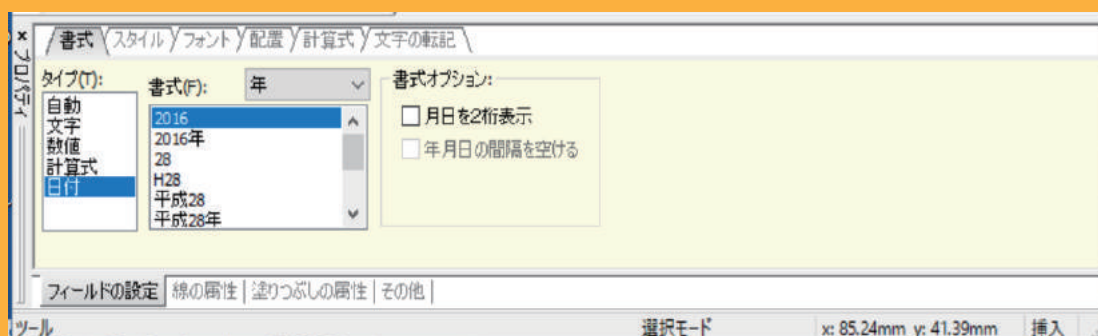 × 書式 スタイル フォント 配置 計算式 文字の転記
プロパティ
タイプ(T): 書式(F): 年 書式オプション:
自動
文字
数値
計算式
日付
2016
2016年
28
H28
平成28
平成28年
月日を2桁表示
年月日の間隔を空ける
フィールドの設定 線の属性 塗りつぶしの属性 その他
ツール 選択モード x: 85.24mm y: 41.39mm 挿入